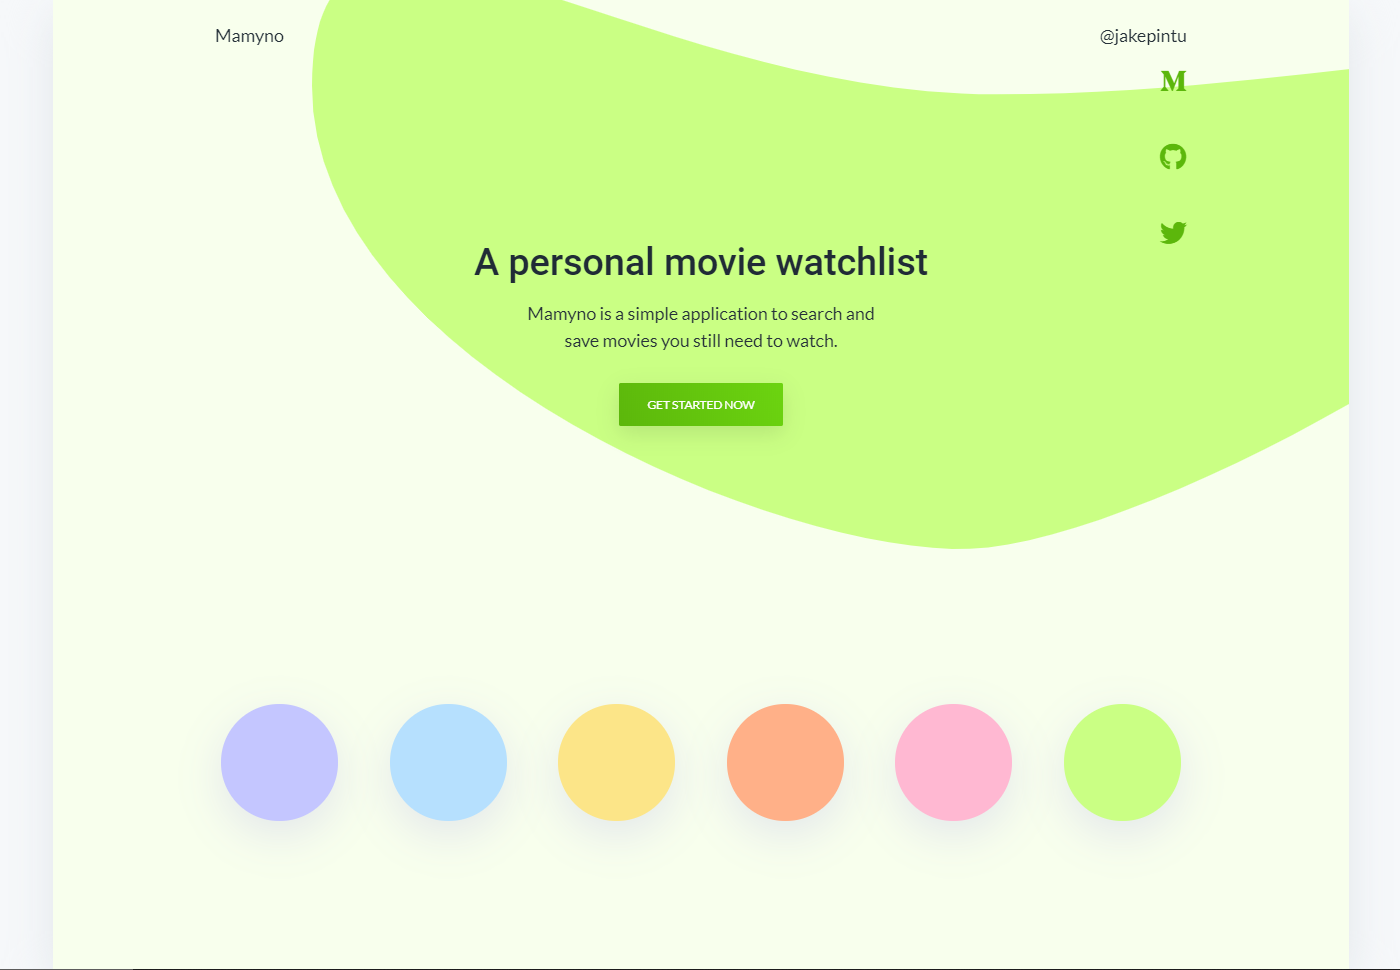 Mamyno
@jakepintu
M
A personal movie watchlist
Mamyno is a simple application to search and
save movies you still need to watch.
GET STARTED NOW